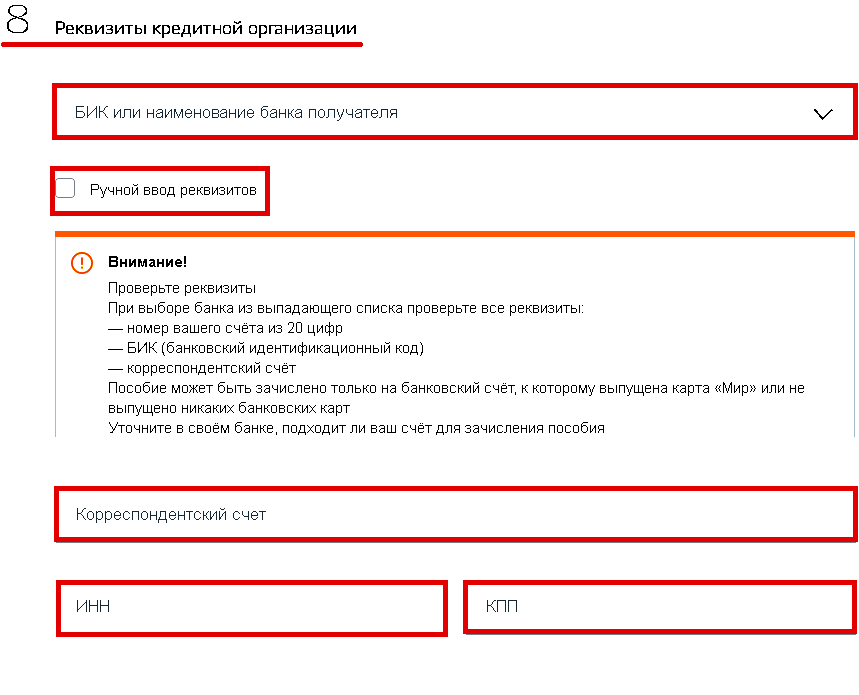 8 Реквизиты кредитной организации
БИК или наименование банка получателя
Ручной ввод реквизитов
Внимание!
Проверьте реквизиты
При выборе банка из выпадающего списка проверьте все реквизиты:
— номер вашего счёта из 20 цифр
— БИК (банковский идентификационный код)
— корреспондентский счёт
Пособие может быть зачислено только на банковский счёт, к которому выпущена карта «Мир» или не
выпущено никаких банковских карт
Уточните в своём банке, подходит ли ваш счёт для зачисления пособия
Корреспондентский счет
ИНН КПП